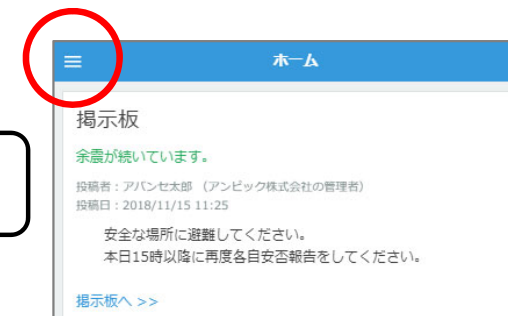 ホーム
掲示板
余震が続いています。
投稿者：アバンセ太郎 （アンピック株式会社の管理者）
投稿日：2018/11/15 11:25
安全な場所に避難してください。
本日15時以降に再度各自安否報告をしてください。
掲示板へ >>